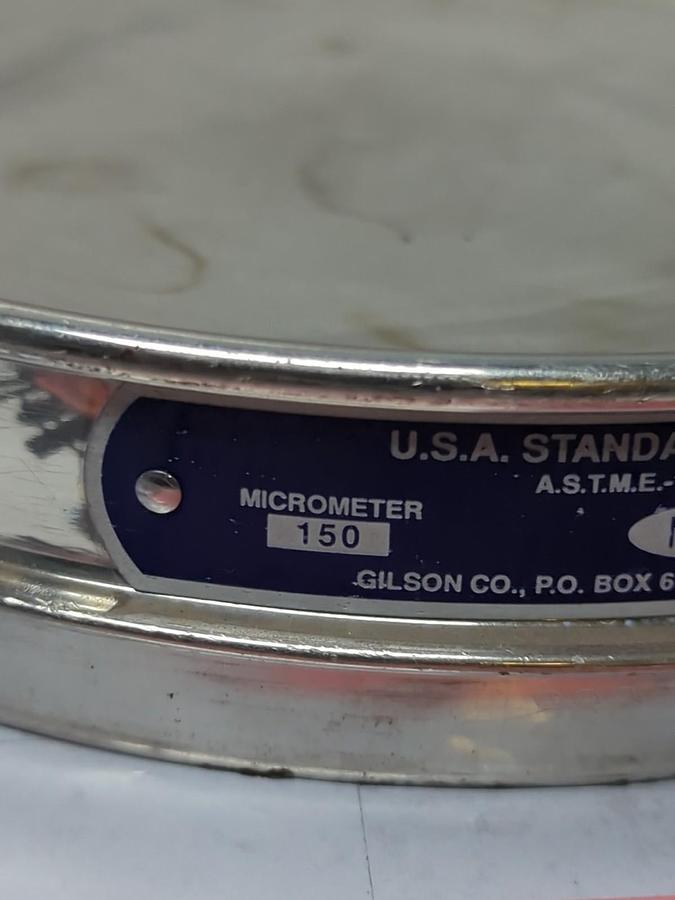 U.S.A. STANDA
A.S.T.M.E.-
MICROMETER
150
GILSON CO., P.O. BOX 6